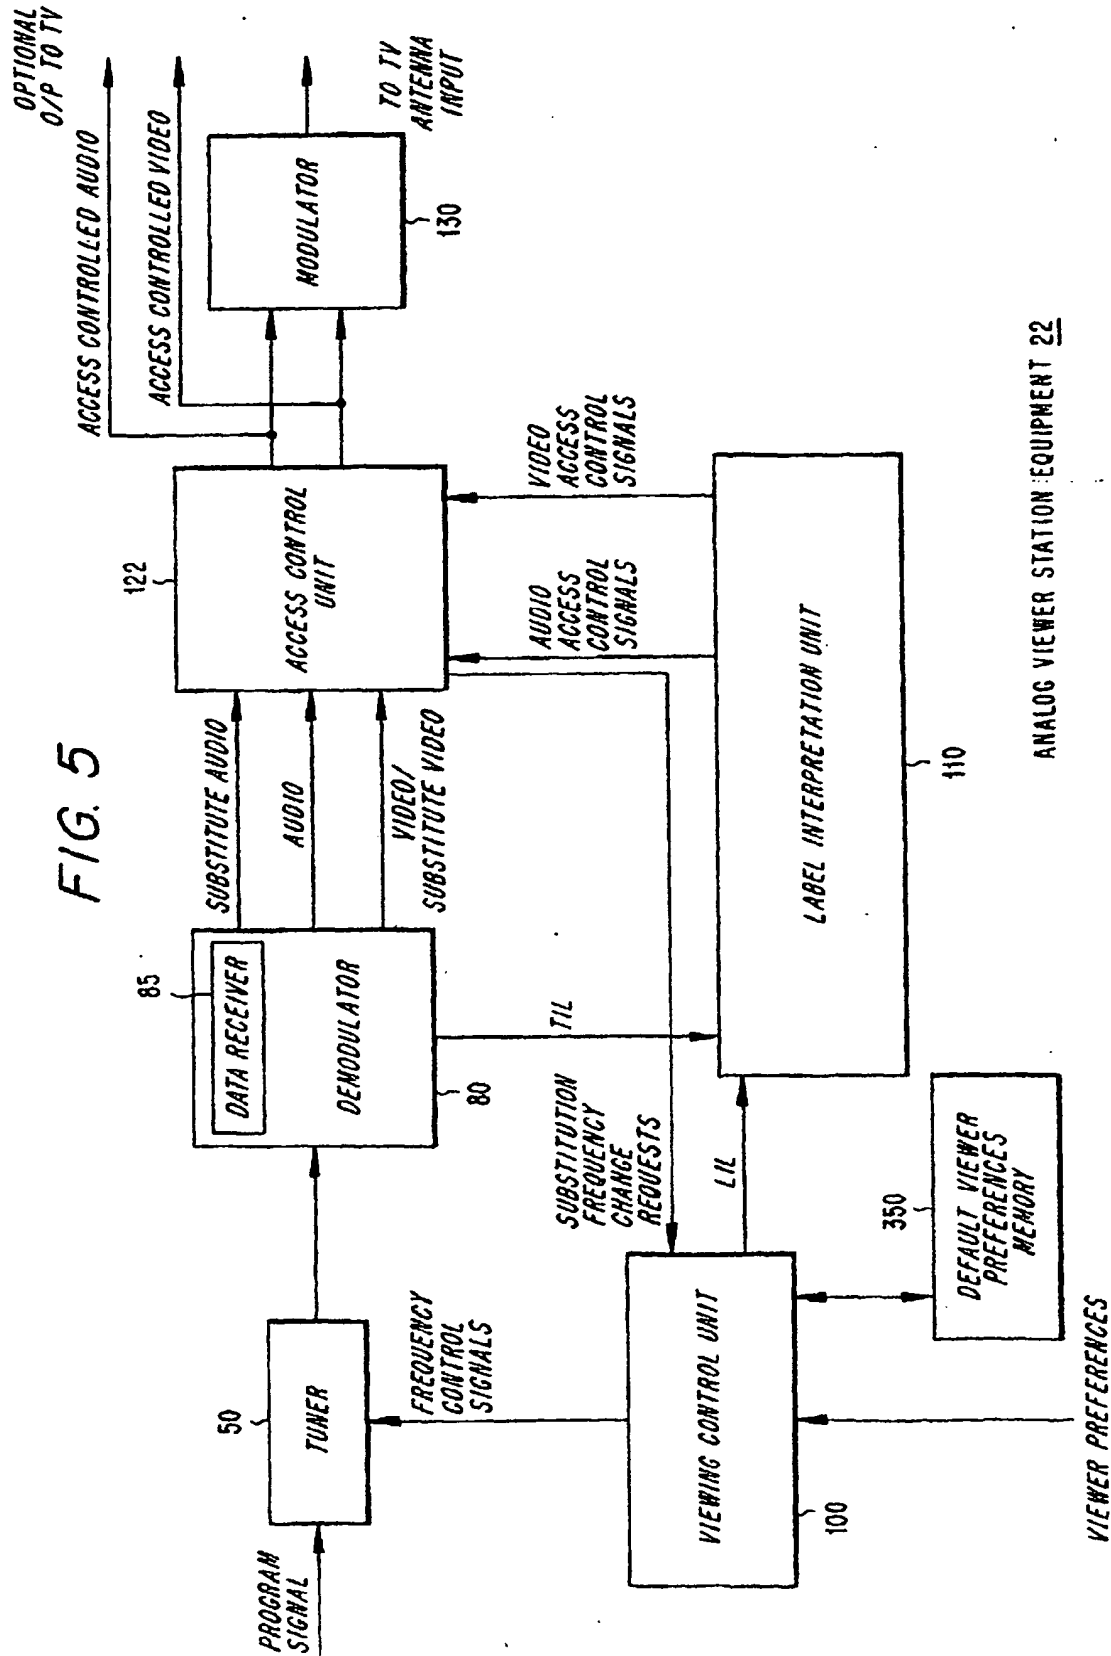 FIG. 5
OPTIONAL
O/P TO TV
ACCESS CONTROLLED AUDIO
ACCESS CONTROLLED VIDEO
TO TV
ANTENNA
INPUT
PROGRAM
SIGNAL
50
TUNER
85
DATA RECEIVER
DEMODULATOR
80
SUBSTITUTE AUDIO
AUDIO
VIDEO/
SUBSTITUTE VIDEO
122
ACCESS CONTROL
UNIT
MODULATOR
130
FREQUENCY
CONTROL
SIGNALS
SUBSTITUTION
FREQUENCY
CHANGE
REQUESTS
TIL
AUDIO
ACCESS
CONTROL
SIGNALS
VIDEO
ACCESS
CONTROL
SIGNALS
VIEWING CONTROL UNIT
100
LIL
LABEL INTERPRETATION UNIT
110
350
DEFAULT VIEWER
PREFERENCES
MEMORY
VIEWER PREFERENCES
ANALOG VIEWER STATION EQUIPMENT 22